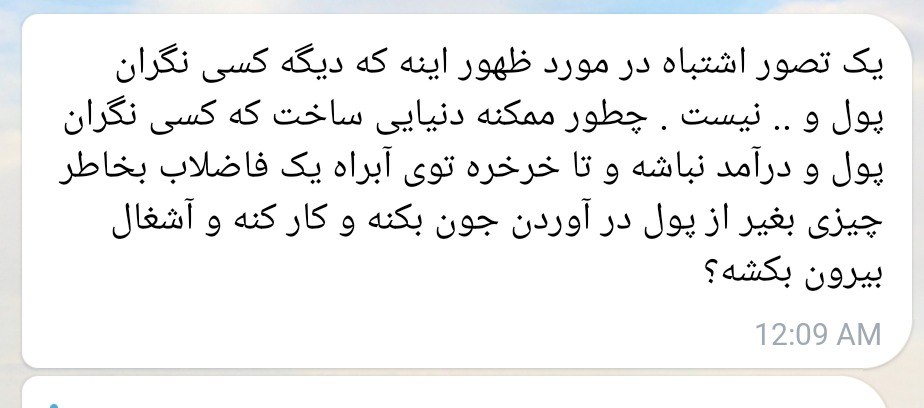 یک تصور اشتباه در مورد ظهور اینه که دیگه کسی نگران
پول و .. نیست . چطور ممکنه دنیایی ساخت که کسی نگران
پول و درآمد نباشه و تا خرخره توی آبراه یک فاضلاب بخاطر
چیزی بغیر از پول در آوردن جون بکنه و کار کنه و آشغال
بیرون بکشه؟
12:09 AM